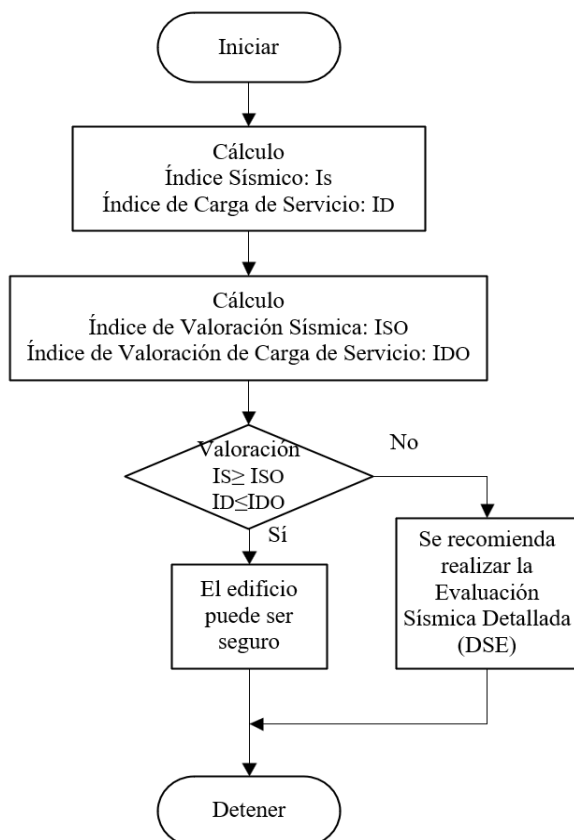 Iniciar
Cálculo
Índice Sísmico: IS
Índice de Carga de Servicio: ID
Cálculo
Índice de Valoración Sísmica: ISO
Índice de Valoración de Carga de Servicio: IDO
Valoración
IS≥ ISO
ID≤IDO
No
Sí
El edificio
puede ser
seguro
Se recomienda
realizar la
Evaluación
Sísmica Detallada
(DSE)
Detener